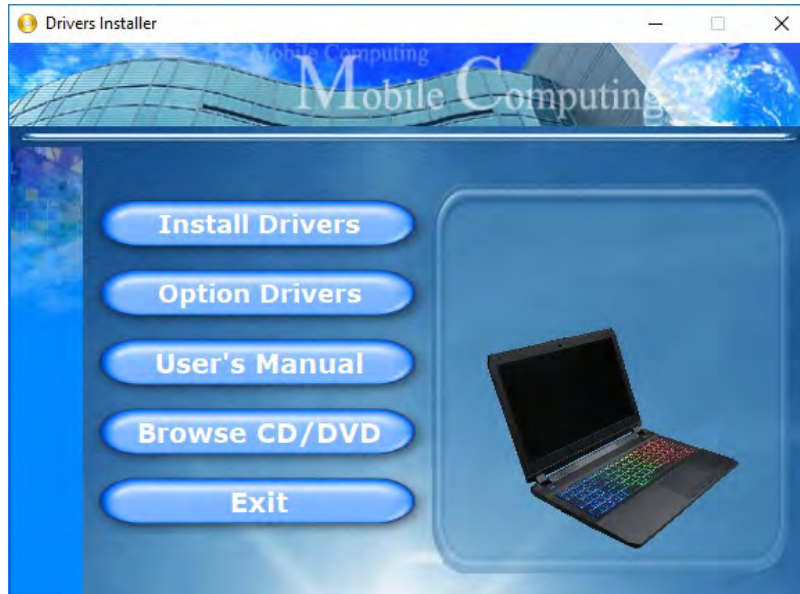 Drivers Installer
Mobile Computing
Mobile Computing
Install Drivers
Option Drivers
User's Manual
Browse CD/DVD
Exit